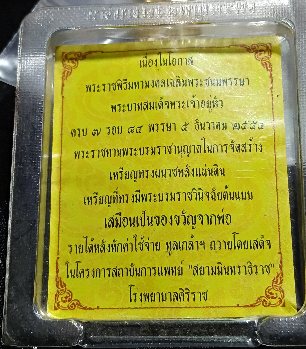 เนื่องในโอกาส
พระราชพิธีมหามงคลเฉลิมพระชนมพรรษา
พระบาทสมเด็จพระเจ้าอยู่หัว
ครบ ๗ รอบ ๘๔ พรรษา ๕ ธันวาคม ๒๕๕๔
พระราชทานพระบรมราชานุญาตในการจัดสร้าง
เหรียญทรงผนวชหลังแผ่นดิน
เหรียญที่ทรงมีพระบรมราชวินิจฉัยต้นแบบ
เสมือนเป็นของขวัญจากพ่อ
รายได้หลังหักค่าใช้จ่าย ทูลเกล้าฯ ถวายโดยเสด็จ
ในโครงการสถาบันการแพทย์ "สยามินทราธิราช"
โรงพยาบาลศิริราช